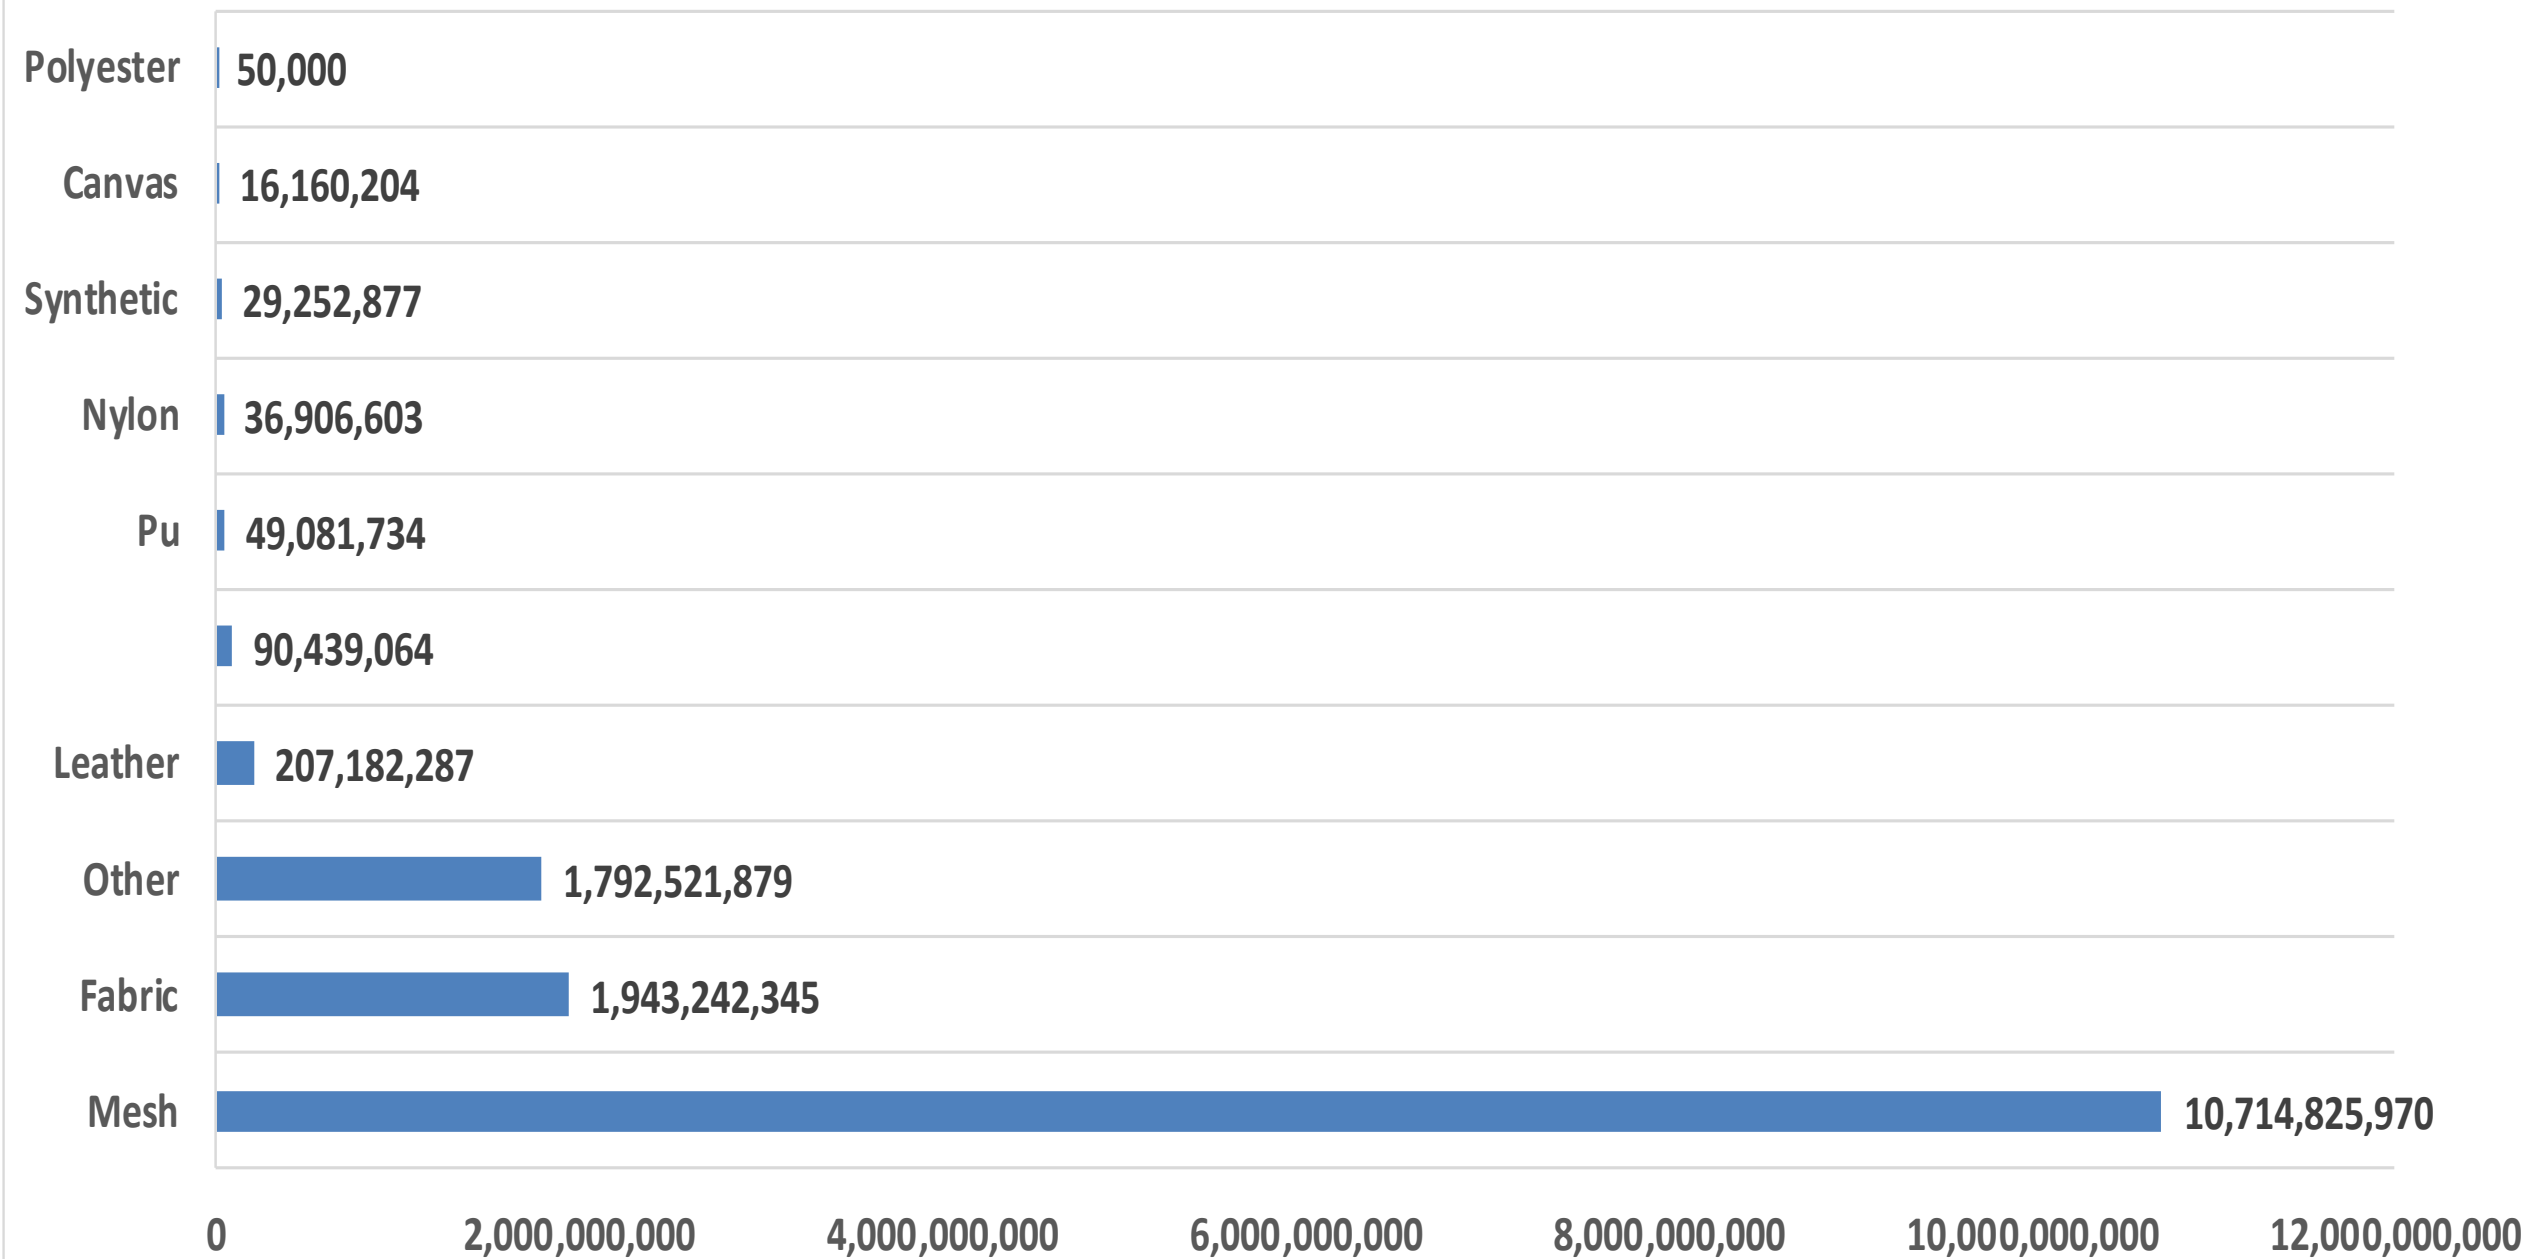 Polyester 50,000
Canvas 16,160,204
Synthetic 29,252,877
Nylon 36,906,603
Pu 49,081,734
90,439,064
Leather 207,182,287
Other 1,792,521,879
Fabric 1,943,242,345
Mesh 10,714,825,970
0 2,000,000,000 4,000,000,000 6,000,000,000 8,000,000,000 10,000,000,000 12,000,000,000